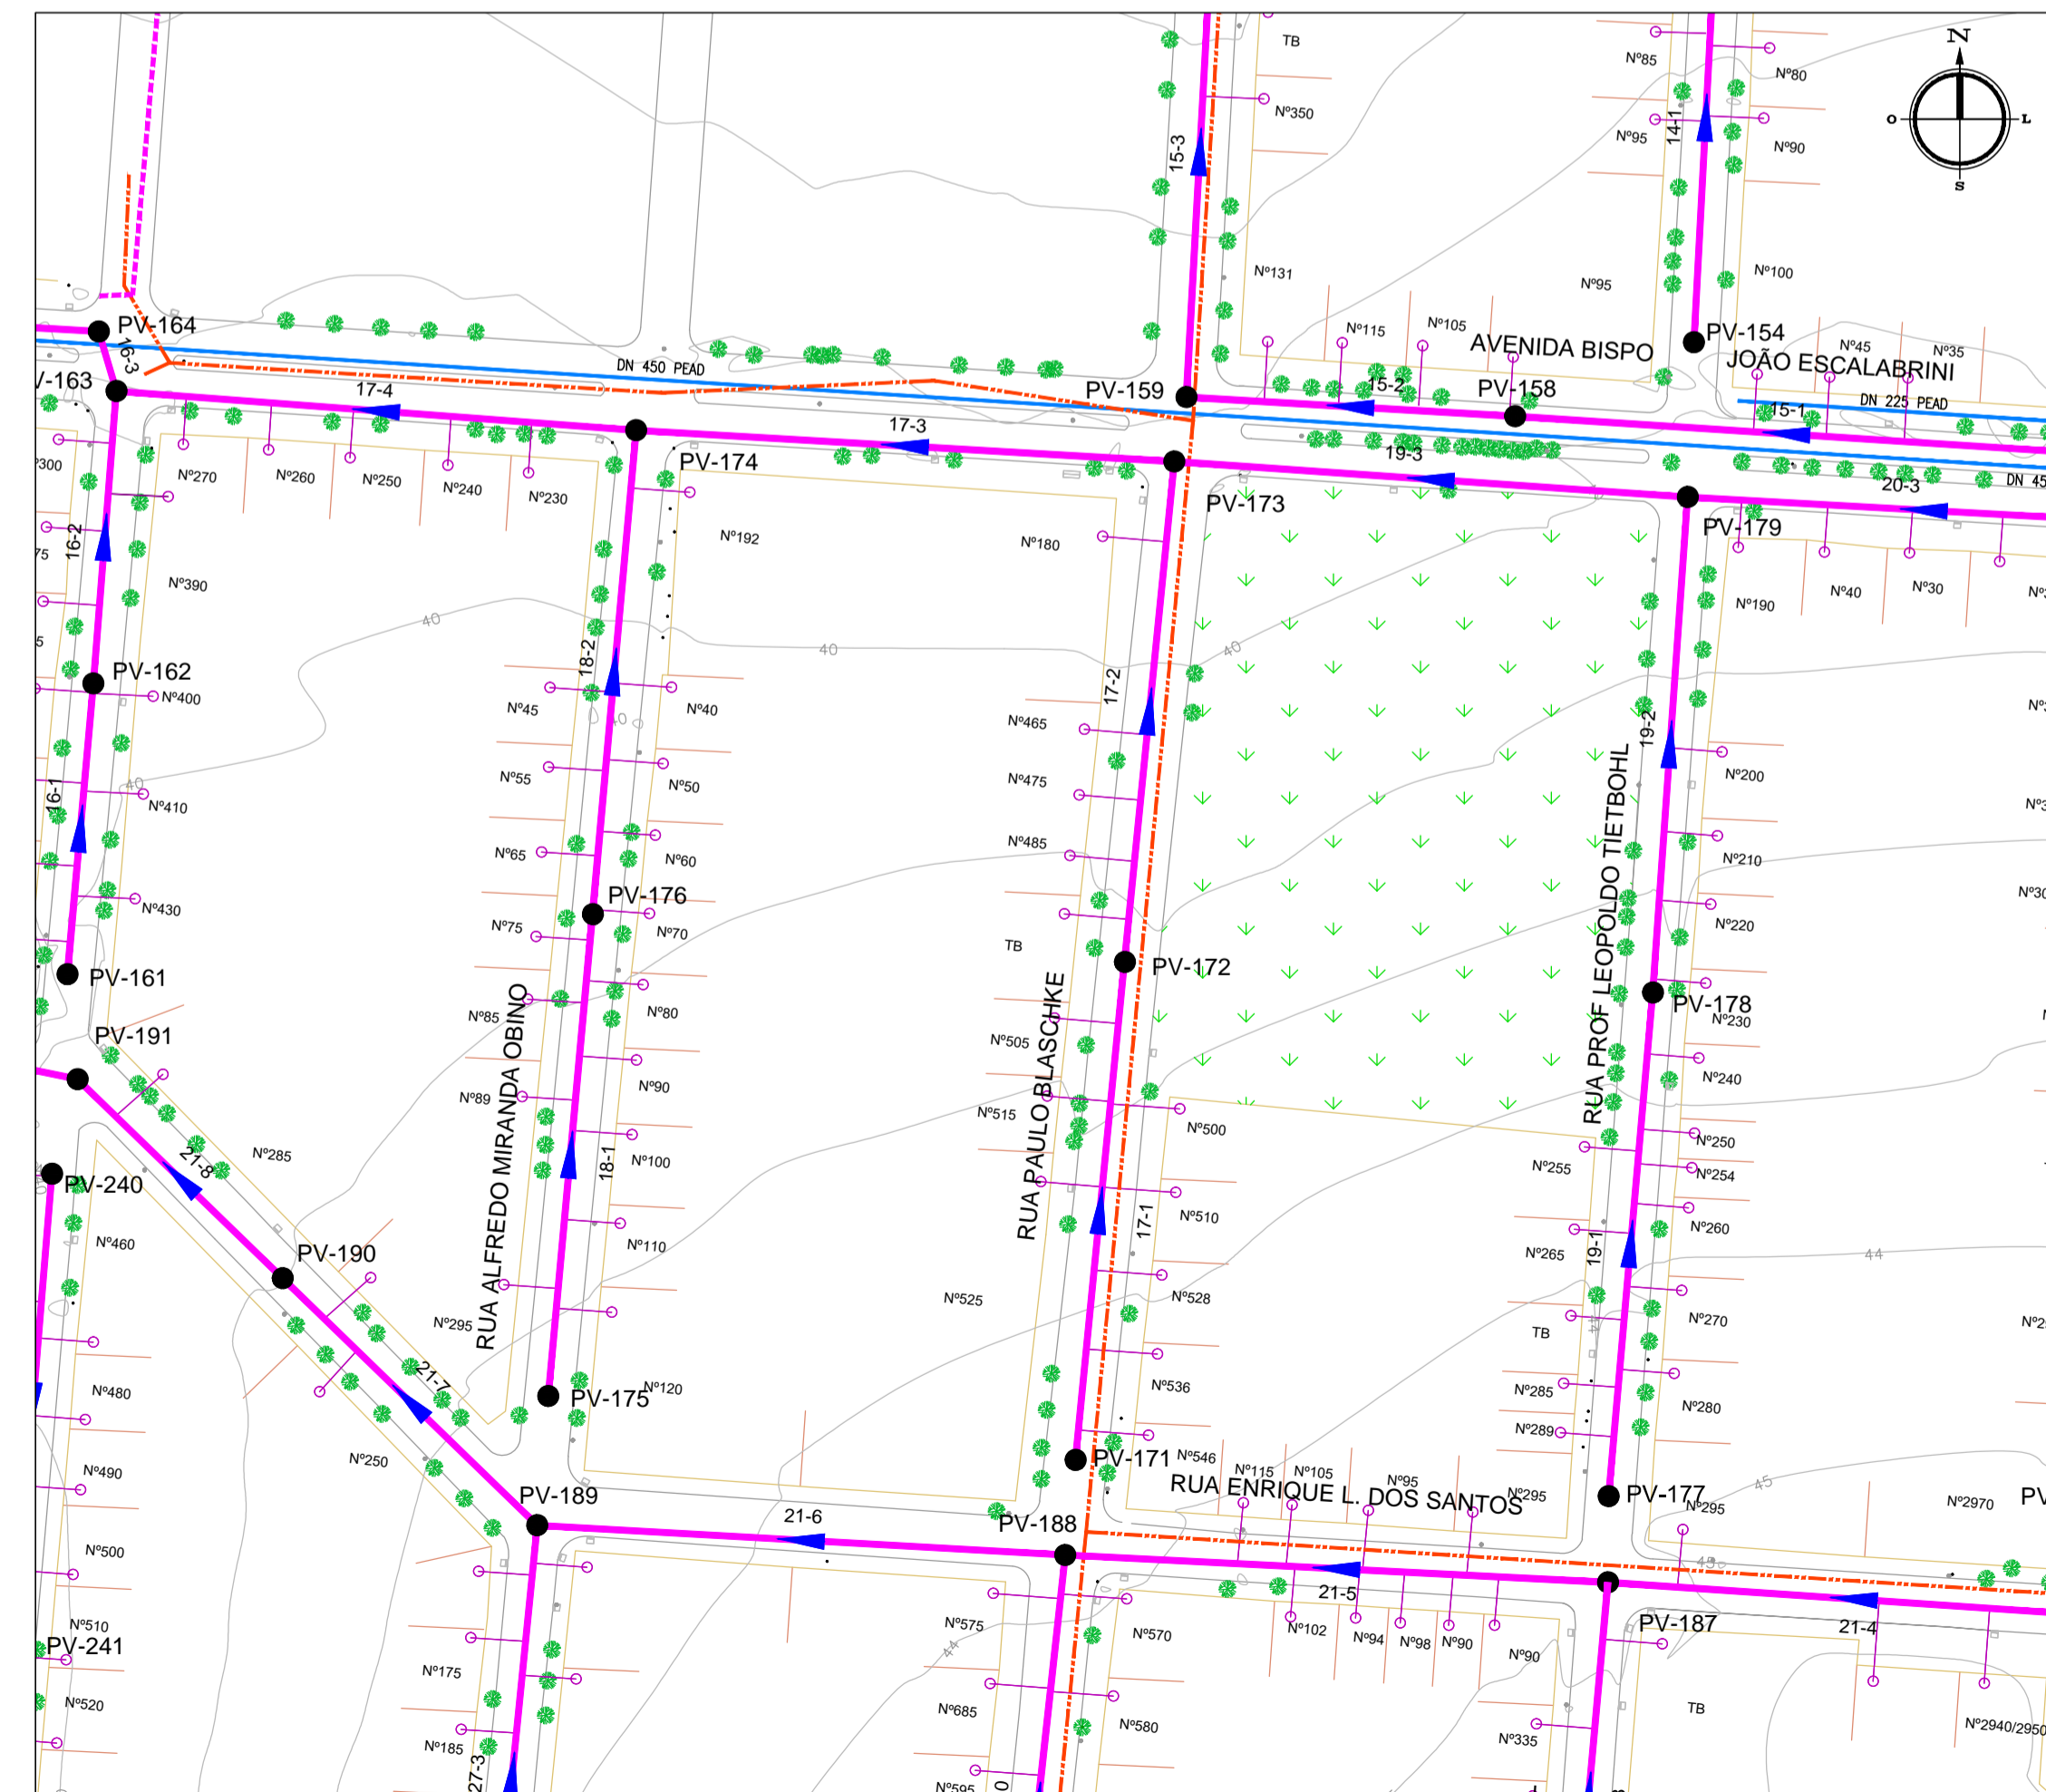 TB
Nº350
15-3
Nº131
Nº85
Nº80
Nº95
Nº90
14-1
Nº95
Nº100
N
O
L
S
PV-164
16-3
17-4
DN 450 PEAD
17-3
PV-159
Nº115
Nº105
AVENIDA BISPO
JOÃO ESCALABRINI
15-2
PV-158
PV-154
Nº45
Nº35
DN 225 PEAD
15-1
19-3
20-3
PV-174
PV-173
PV-179
Nº270
Nº260
Nº250
Nº240
Nº230
Nº192
Nº180
Nº190
Nº40
Nº30
16-2
Nº390
40
40
40
PV-162
Nº400
16-1
40
Nº410
Nº430
PV-161
PV-191
18-2
Nº45
Nº40
Nº55
Nº50
Nº65
Nº60
PV-176
Nº75
Nº70
Nº85
Nº80
Nº89
Nº90
Nº100
18-1
Nº110
RUA ALFREDO MIRANDA OBINO
Nº295
PV-175
Nº120
17-2
Nº465
Nº475
Nº485
TB
PV-172
Nº505
Nº515
Nº500
RUA PAULO BLASCHKE
17-1
Nº510
Nº525
Nº528
Nº536
PV-171
Nº546
19-2
Nº200
Nº210
Nº220
RUA PROF LEOPOLDO TIETBOHL
PV-178
Nº230
Nº240
Nº250
Nº254
Nº255
Nº260
Nº265
19-1
44
Nº270
TB
Nº285
Nº280
Nº289
PV-177
Nº295
45
Nº2970
Nº115
Nº105
Nº95
Nº295
RUA ENRIQUE L. DOS SANTOS
PV-240
21-8
Nº285
Nº460
PV-190
21-7
Nº480
Nº250
Nº490
Nº500
Nº510
PV-241
Nº520
PV-189
21-6
PV-188
21-5
PV-187
21-4
45
Nº102
Nº94
Nº98
Nº90
Nº90
Nº575
Nº570
44
Nº175
Nº685
Nº580
Nº185
27-3
Nº595
Nº335
TB
Nº2940/2950